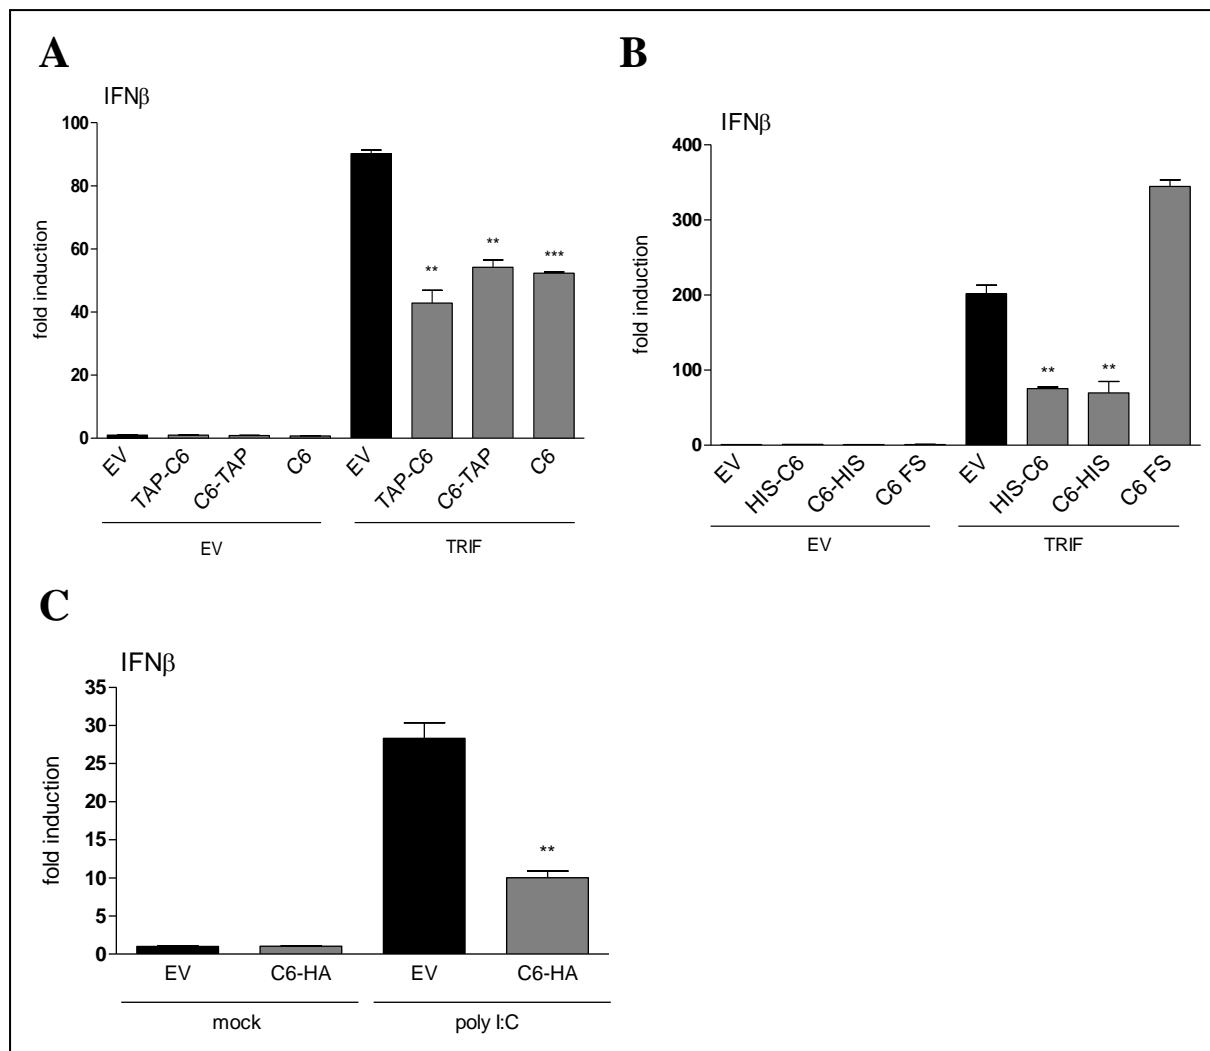 A
IFNβ
fold induction
100
80
60
40
20
0
**
**
***
EV
TAP-C6
C6-TAP
C6
EV
TAP-C6
C6-TAP
C6
EV
TRIF
B
IFNβ
fold induction
400
300
200
100
0
**
**
EV
HIS-C6
C6-HIS
C6 FS
EV
HIS-C6
C6-HIS
C6 FS
EV
TRIF
C
IFNβ
fold induction
35
30
25
20
15
10
5
0
**
EV
C6-HA
EV
C6-HA
mock
poly I:C